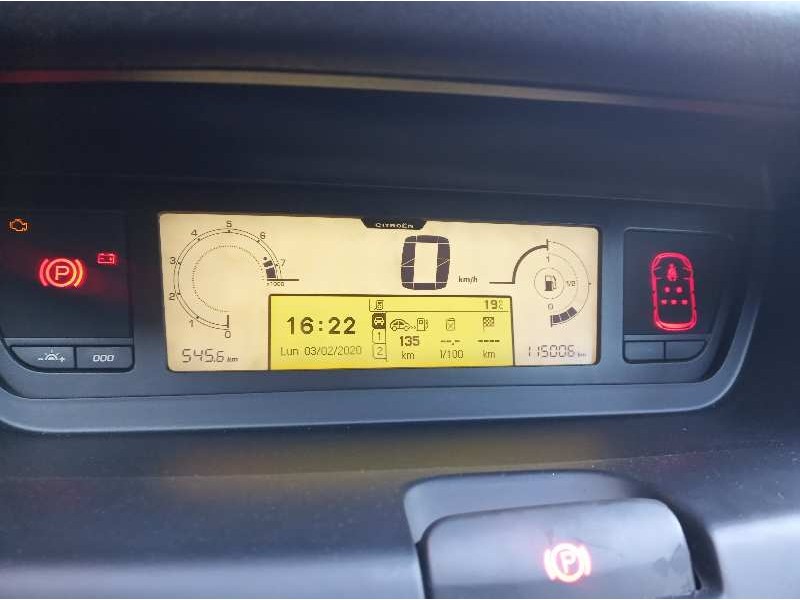 CITROËN
4 5 6
3 7
x1000
2
1
0
0 km/h
1
1/2
0
P
16:22
Lun 03/02/2020
19°C
1
2
135
km
--.-
l/100
----
km
545.6 km
115006 km
000
P